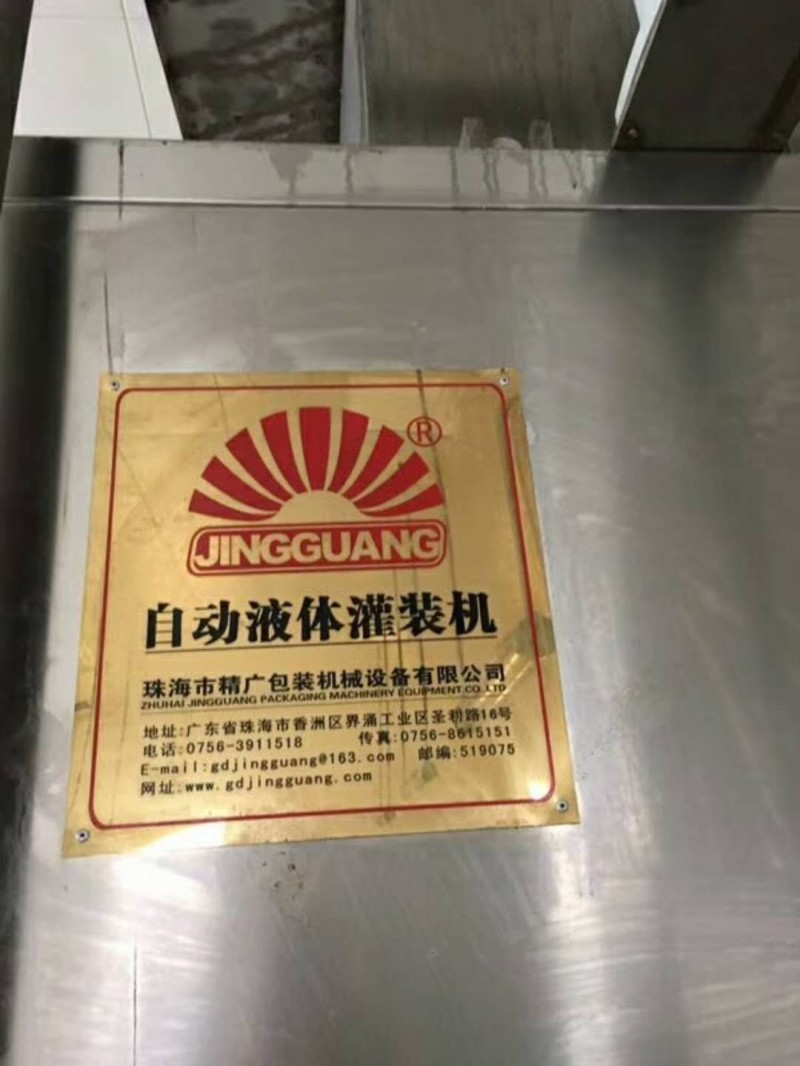 ®
JINGGUANG
自动液体灌装机
珠海市精广包装机械设备有限公司
ZHUHAI JINGGUANG PACKAGING MACHINERY EQUIPMENT CO.LTD
地址:广东省珠海市香洲区界涌工业区圣初路16号
电话:0756-3911518 传真:0756-8615151
E-mail:gdjingguang@163.com 邮编:519075
网址:www.gdjingguang.com